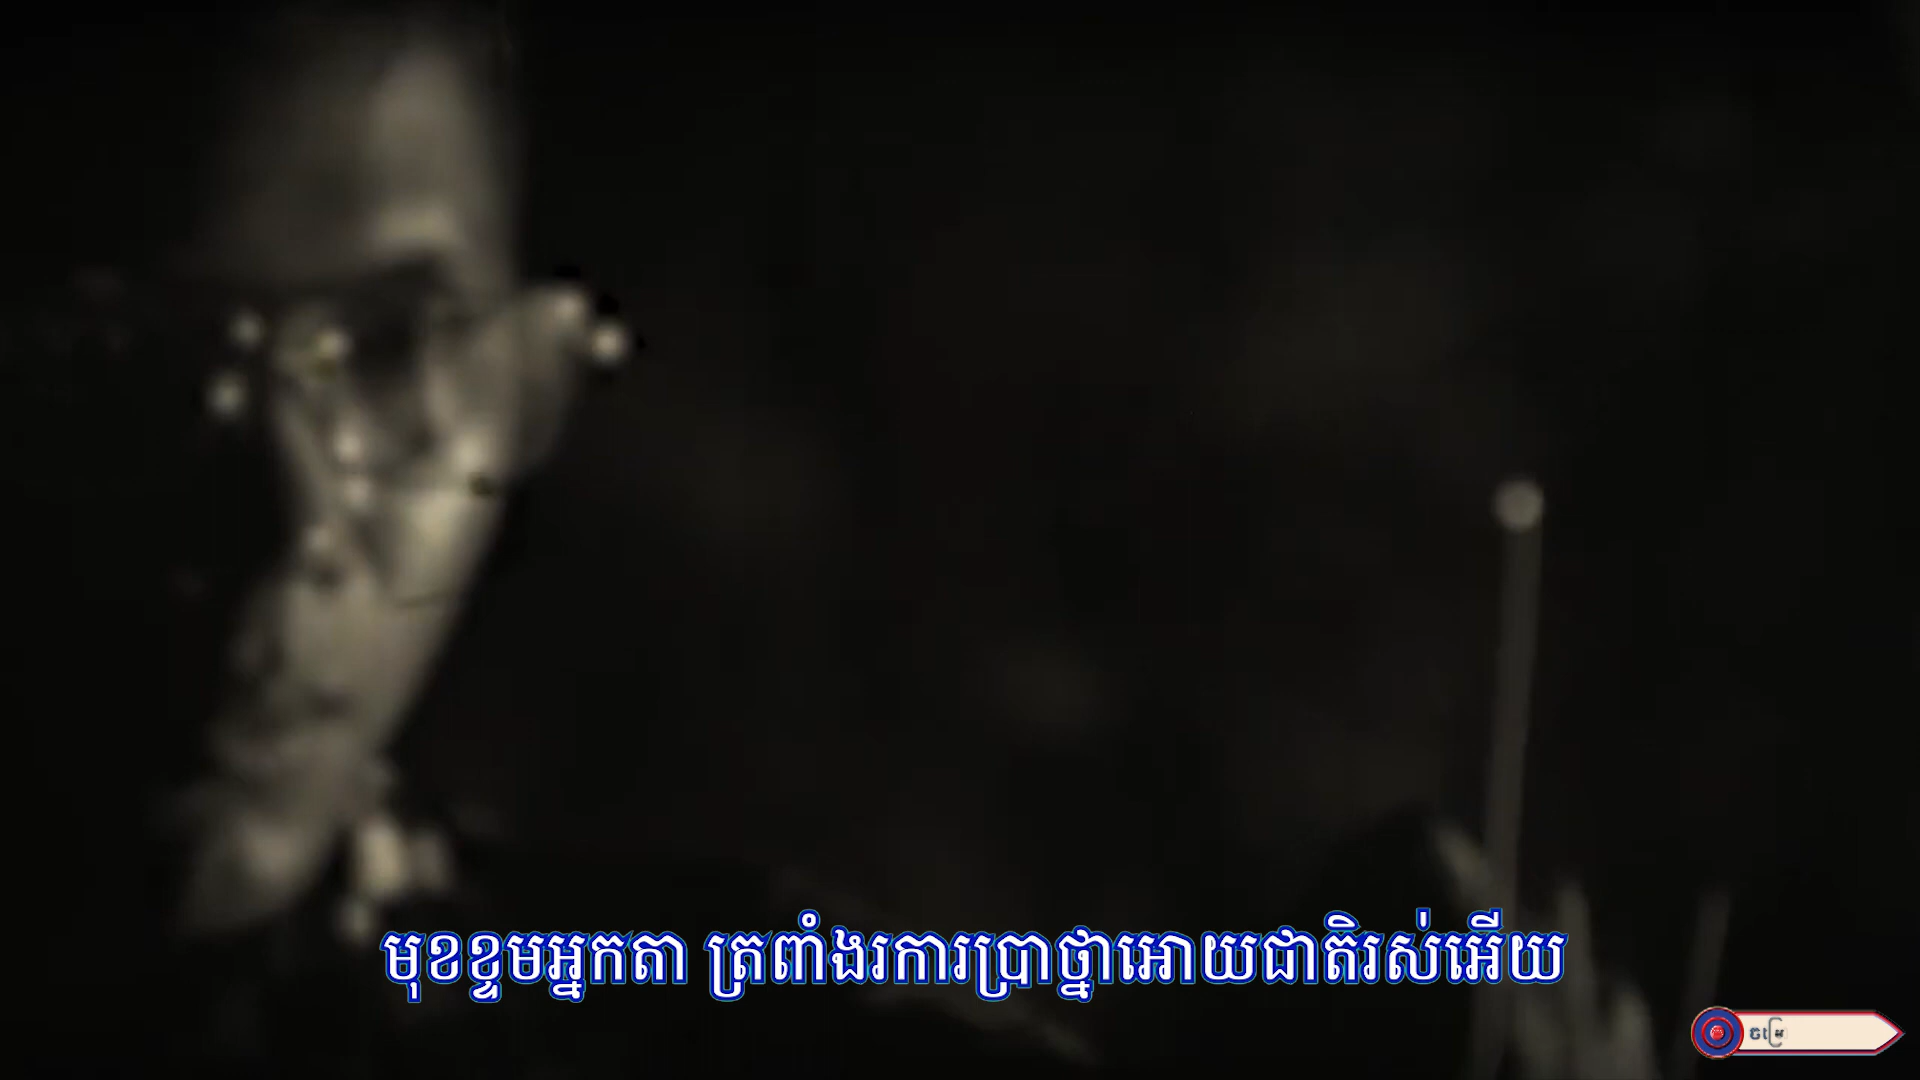 មុខខ្ទមអ្នកតា ត្រពាំងរការប្រាថ្នាអោយជាតិរស់អើយ